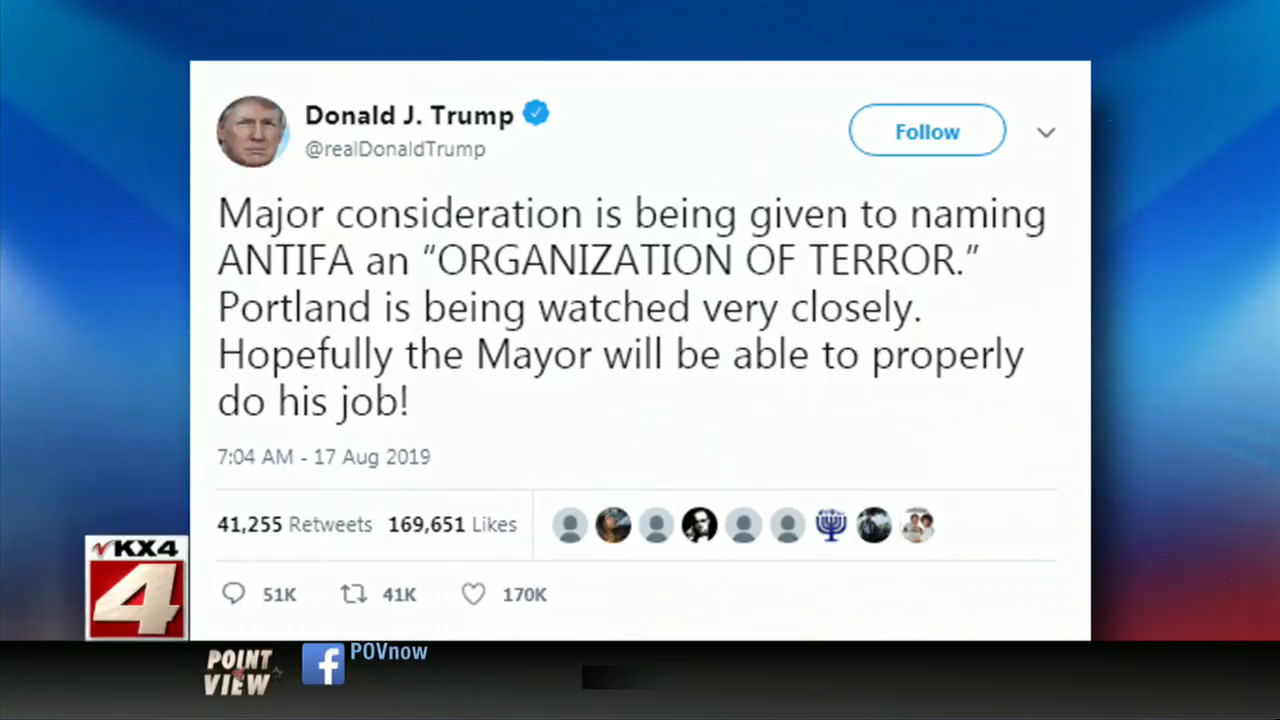 Donald J. Trump
@realDonaldTrump
Follow
Major consideration is being given to naming
ANTIFA an “ORGANIZATION OF TERROR.”
Portland is being watched very closely.
Hopefully the Mayor will be able to properly
do his job!
7:04 AM - 17 Aug 2019
41,255 Retweets 169,651 Likes
51K 41K 170K
KX4
4
POINT
VIEW
f
POVnow